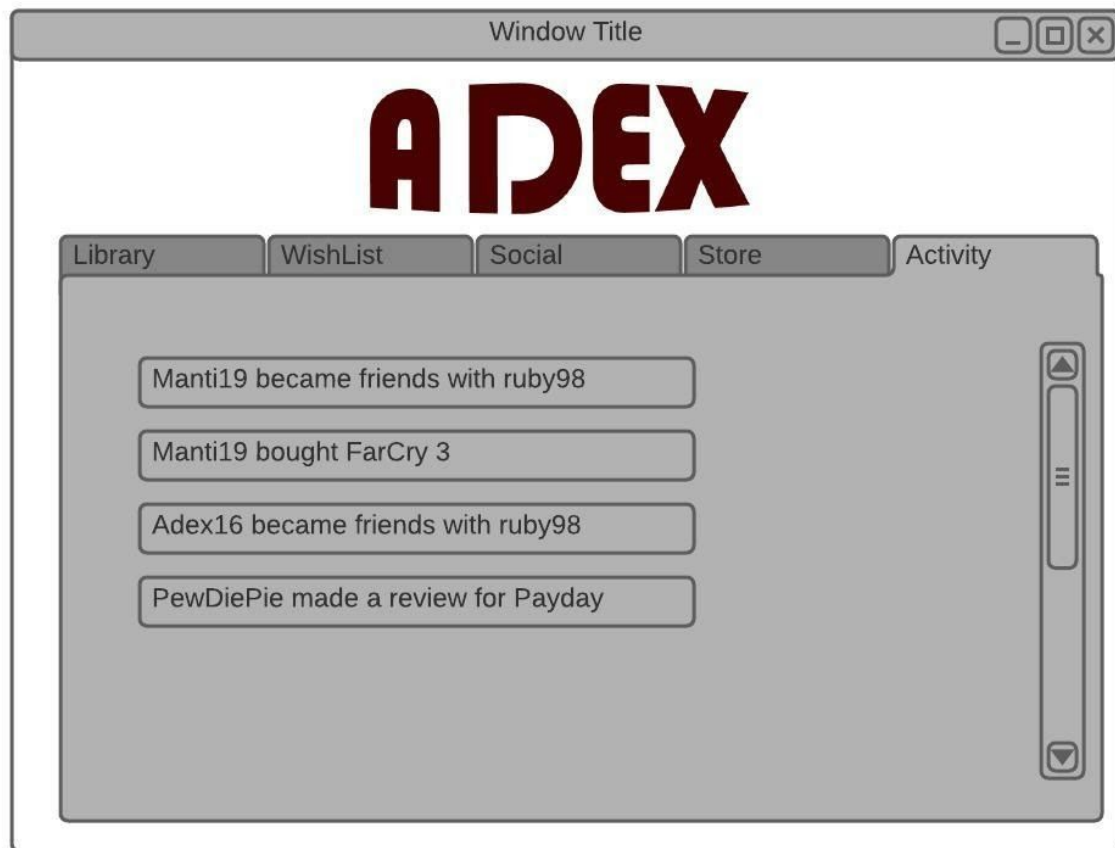 Window Title
ADEX
Library WishList Social Store Activity
Manti19 became friends with ruby98
Manti19 bought FarCry 3
Adex16 became friends with ruby98
PewDiePie made a review for Payday